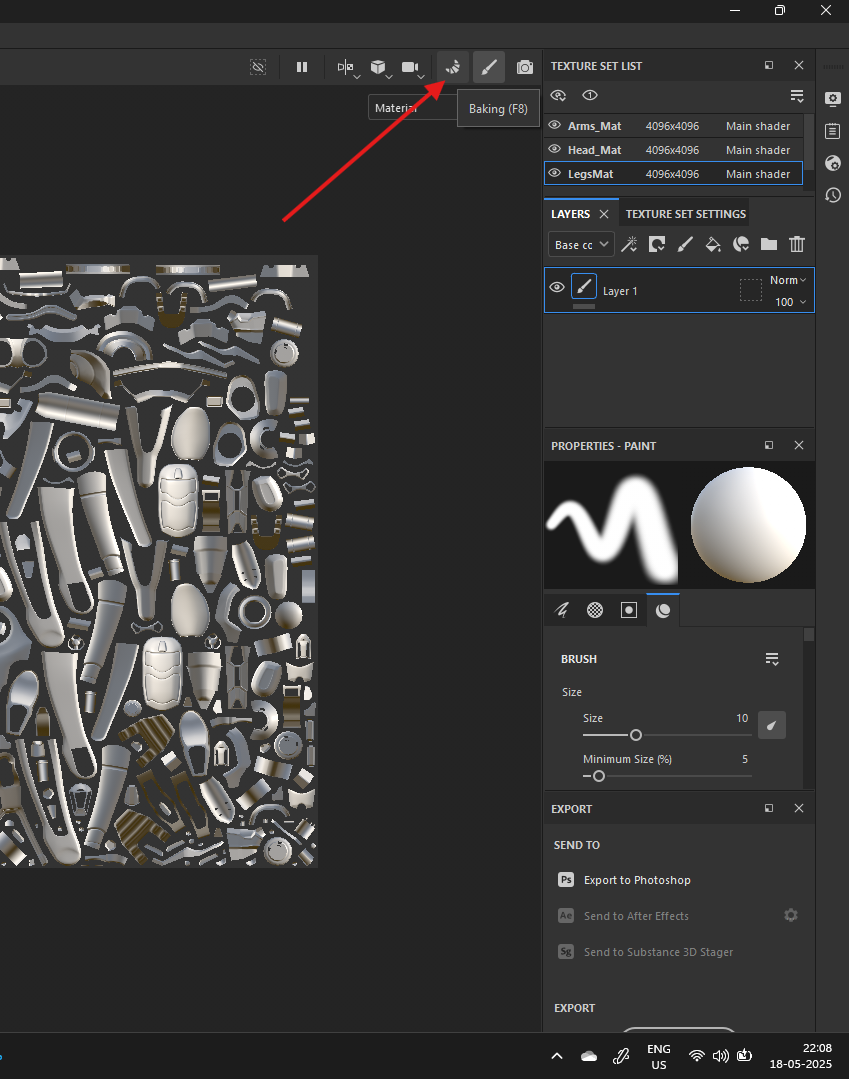 Material
Baking (F8)
TEXTURE SET LIST
1
Arms_Mat 4096x4096 Main shader
Head_Mat 4096x4096 Main shader
LegsMat 4096x4096 Main shader
LAYERS TEXTURE SET SETTINGS
Base cc
Layer 1
Norm
100
PROPERTIES - PAINT
BRUSH
Size
Size 10
Minimum Size (%) 5
EXPORT
SEND TO
Ps Export to Photoshop
Ae Send to After Effects
Sg Send to Substance 3D Stager
EXPORT
ENG
US
22:08
18-05-2025